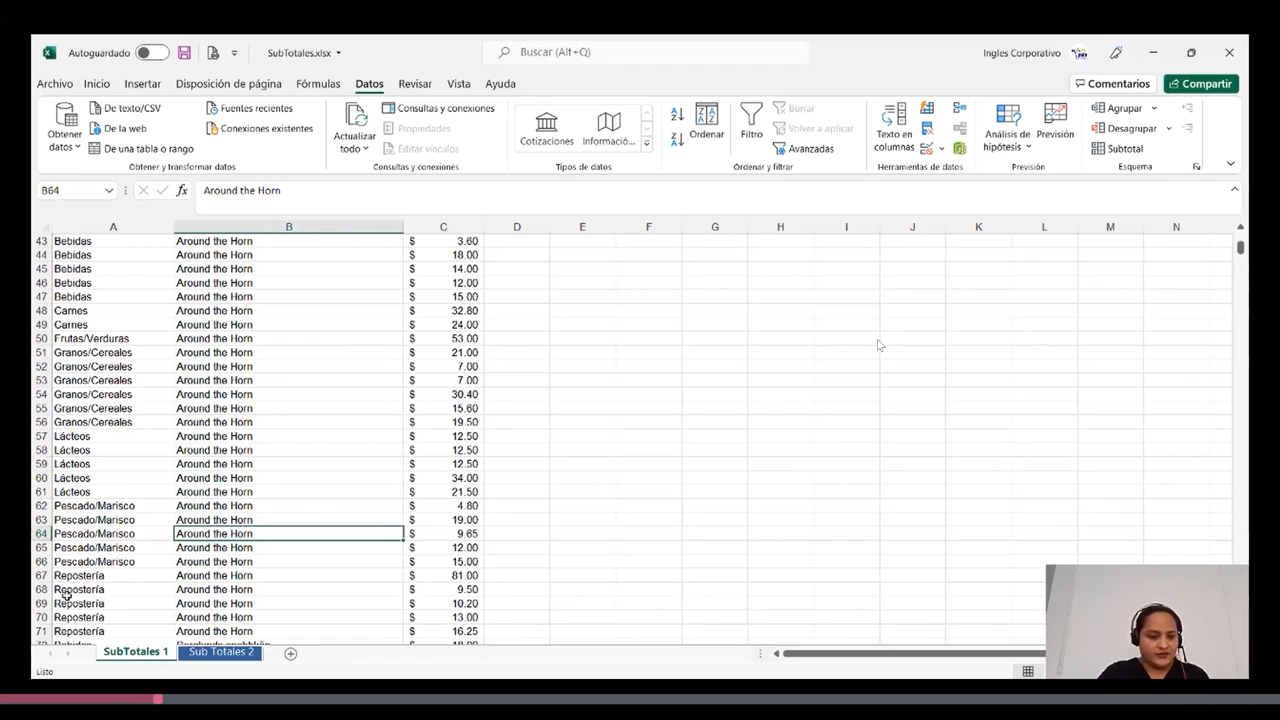 Autoguardado SubTotales.xlsx Buscar (Alt+Q) Ingles Corporativo
Archivo Inicio Insertar Disposición de página Fórmulas Datos Revisar Vista Ayuda Comentarios Compartir
Obtener datos
De texto/CSV
De la web
De una tabla o rango
Fuentes recientes
Conexiones existentes
Obtener y transformar datos
Actualizar todo
Consultas y conexiones
Propiedades
Editar vínculos
Consultas y conexiones
Cotizaciones Informació...
Tipos de datos
Ordenar
Filtro
Borrar
Volver a aplicar
Avanzadas
Ordenar y filtrar
Texto en columnas
Herramientas de datos
Análisis de hipótesis
Previsión
Previsión
Agrupar
Desagrupar
Subtotal
Esquema
B64 fx Around the Horn
A B C D E F G H I J K L M N
43 Bebidas Around the Horn $ 3.60
44 Bebidas Around the Horn $ 18.00
45 Bebidas Around the Horn $ 14.00
46 Bebidas Around the Horn $ 12.00
47 Bebidas Around the Horn $ 15.00
48 Carnes Around the Horn $ 32.80
49 Carnes Around the Horn $ 24.00
50 Frutas/Verduras Around the Horn $ 53.00
51 Granos/Cereales Around the Horn $ 21.00
52 Granos/Cereales Around the Horn $ 7.00
53 Granos/Cereales Around the Horn $ 7.00
54 Granos/Cereales Around the Horn $ 30.40
55 Granos/Cereales Around the Horn $ 15.60
56 Granos/Cereales Around the Horn $ 19.50
57 Lácteos Around the Horn $ 12.50
58 Lácteos Around the Horn $ 12.50
59 Lácteos Around the Horn $ 12.50
60 Lácteos Around the Horn $ 34.00
61 Lácteos Around the Horn $ 21.50
62 Pescado/Marisco Around the Horn $ 4.80
63 Pescado/Marisco Around the Horn $ 19.00
64 Pescado/Marisco Around the Horn $ 9.65
65 Pescado/Marisco Around the Horn $ 12.00
66 Pescado/Marisco Around the Horn $ 15.00
67 Repostería Around the Horn $ 81.00
68 Repostería Around the Horn $ 9.50
69 Repostería Around the Horn $ 10.20
70 Repostería Around the Horn $ 13.00
71 Repostería Around the Horn $ 16.25
SubTotales 1 Sub Totales 2
Listo